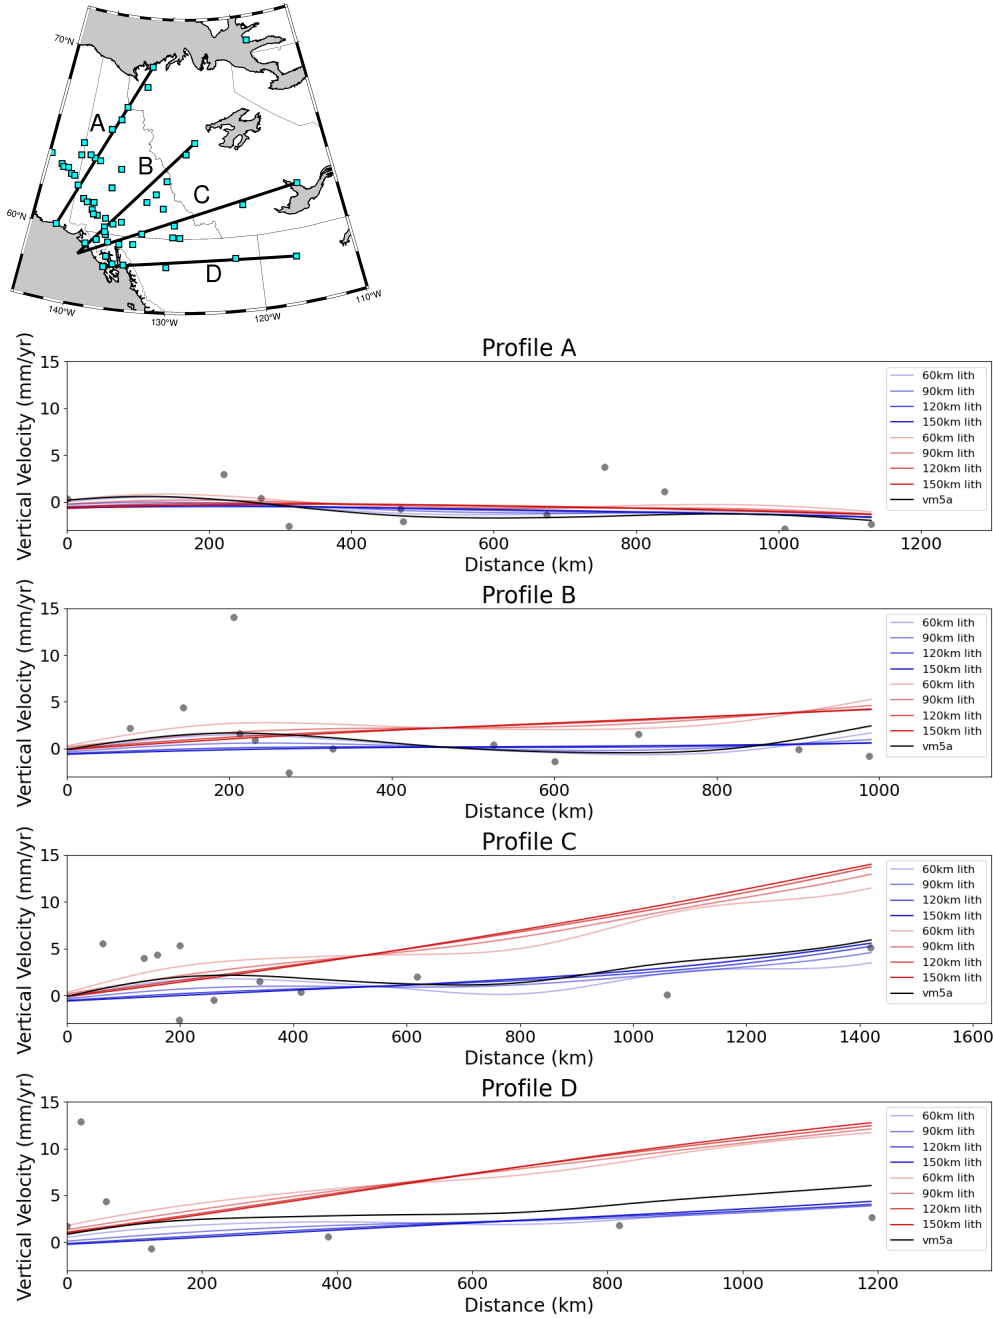 70°N
A
B
C
60°N
D
140°W
130°W
120°W
110°W
Profile A
Vertical Velocity (mm/yr)
15
10
5
0
0 200 400 600 800 1000 1200
Distance (km)
60km lith
90km lith
120km lith
150km lith
60km lith
90km lith
120km lith
150km lith
vm5a
Profile B
Vertical Velocity (mm/yr)
15
10
5
0
0 200 400 600 800 1000
Distance (km)
60km lith
90km lith
120km lith
150km lith
60km lith
90km lith
120km lith
150km lith
vm5a
Profile C
Vertical Velocity (mm/yr)
15
10
5
0
0 200 400 600 800 1000 1200 1400 1600
Distance (km)
60km lith
90km lith
120km lith
150km lith
60km lith
90km lith
120km lith
150km lith
vm5a
Profile D
Vertical Velocity (mm/yr)
15
10
5
0
0 200 400 600 800 1000 1200
Distance (km)
60km lith
90km lith
120km lith
150km lith
60km lith
90km lith
120km lith
150km lith
vm5a